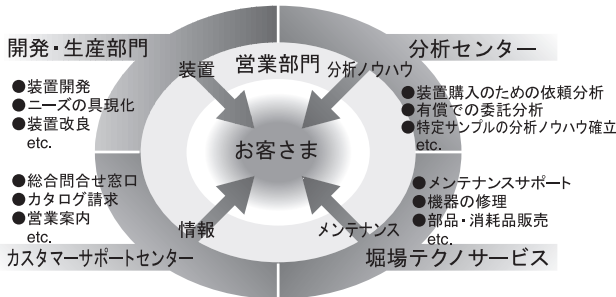 開発・生産部門
●装置開発
●ニーズの具現化
●装置改良
etc.
分析センター
●装置購入のための依頼分析
●有償での委託分析
●特定サンプルの分析ノウハウ確立
etc.
営業部門
装置
分析ノウハウ
お客さま
情報
メンテナンス
●総合問合せ窓口
●カタログ請求
●営業案内
etc.
カスタマーサポートセンター
●メンテナンスサポート
●機器の修理
●部品・消耗品販売
etc.
堀場テクノサービス